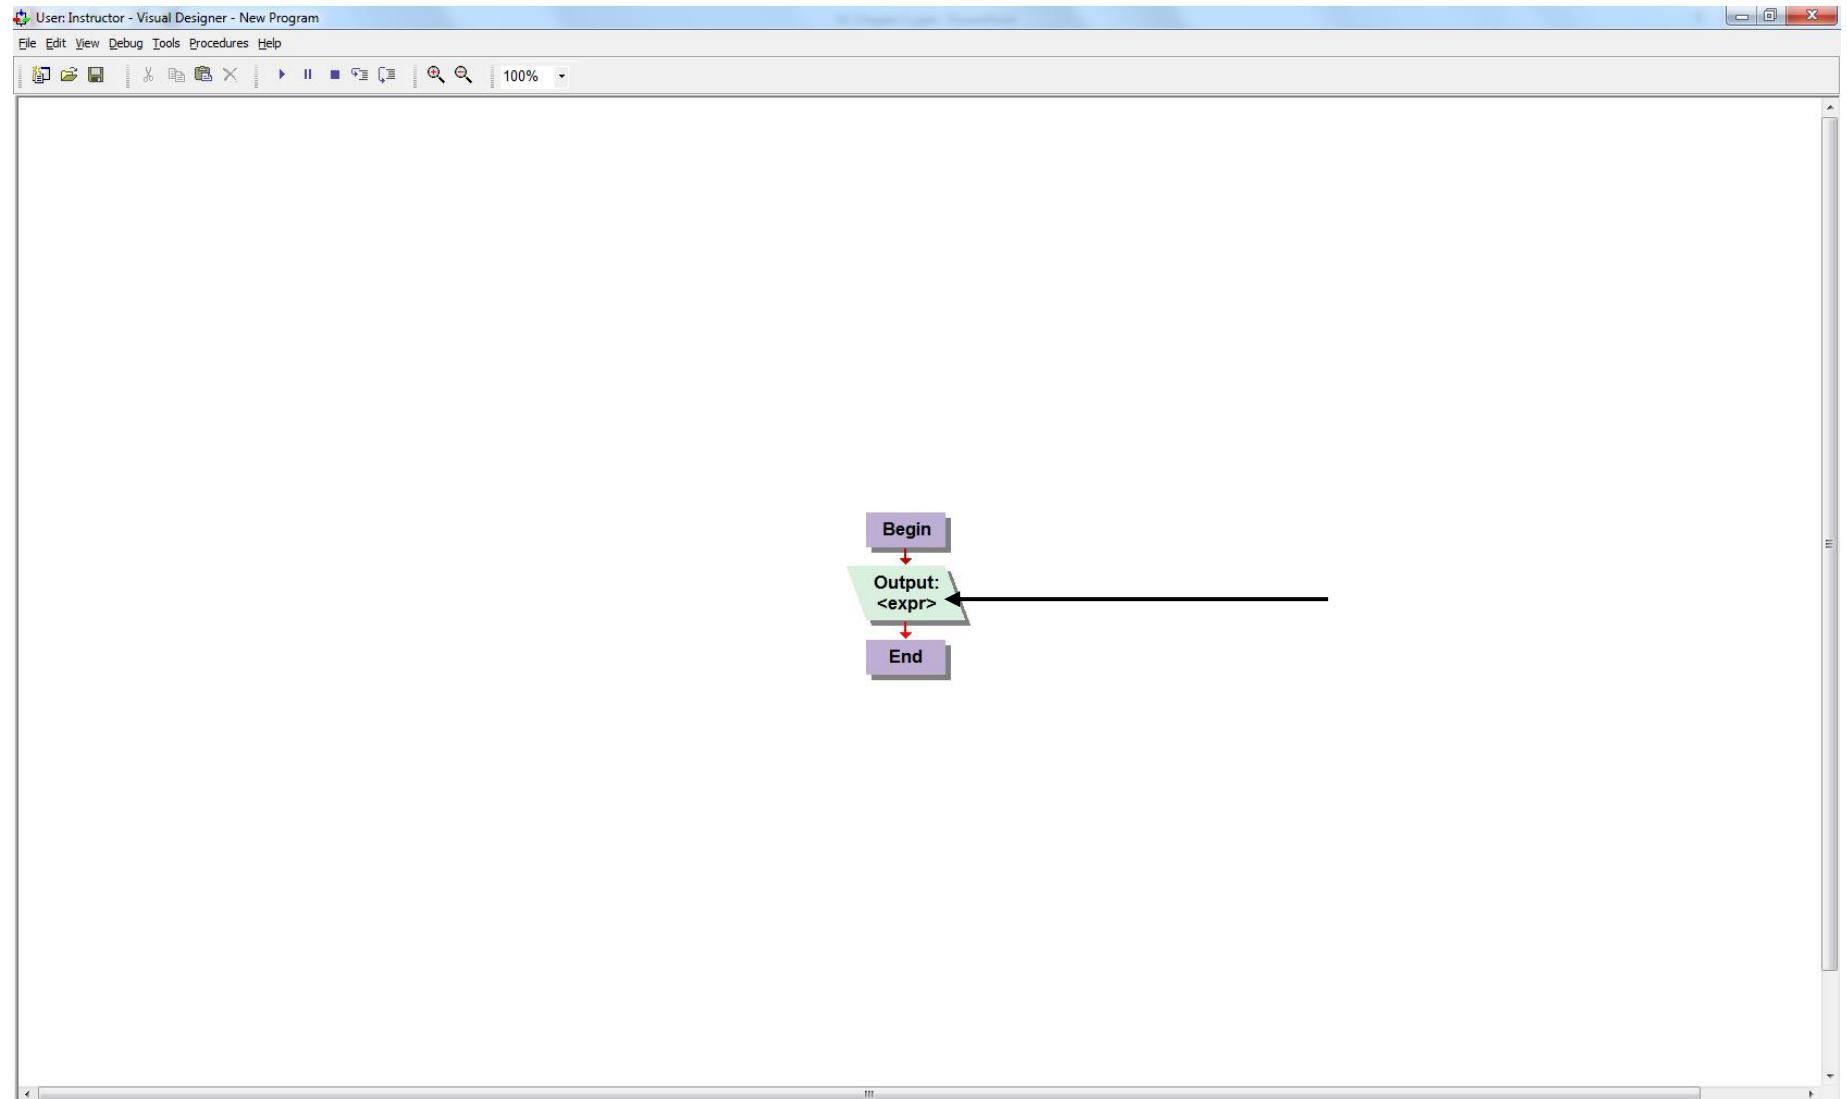 User: Instructor - Visual Designer - New Program
File Edit View Debug Tools Procedures Help
100%
Begin
Output:
<expr>
End